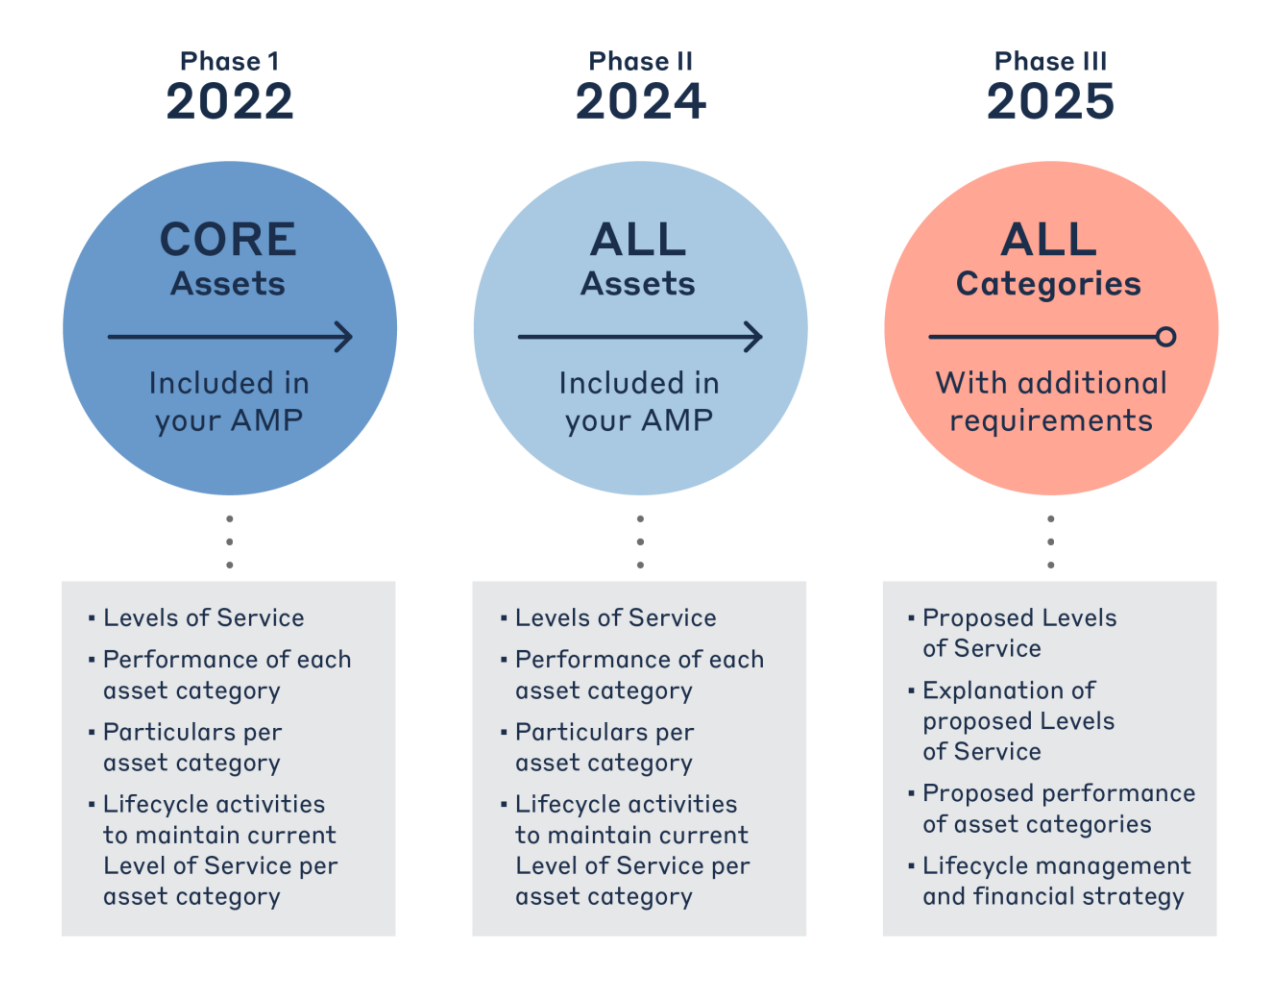 Phase 1
2022
CORE
Assets
Included in
your AMP
▪ Levels of Service
▪ Performance of each
asset category
▪ Particulars per
asset category
▪ Lifecycle activities
to maintain current
Level of Service per
asset category
Phase II
2024
ALL
Assets
Included in
your AMP
▪ Levels of Service
▪ Performance of each
asset category
▪ Particulars per
asset category
▪ Lifecycle activities
to maintain current
Level of Service per
asset category
Phase III
2025
ALL
Categories
With additional
requirements
▪ Proposed Levels
of Service
▪ Explanation of
proposed Levels
of Service
▪ Proposed performance
of asset categories
▪ Lifecycle management
and financial strategy